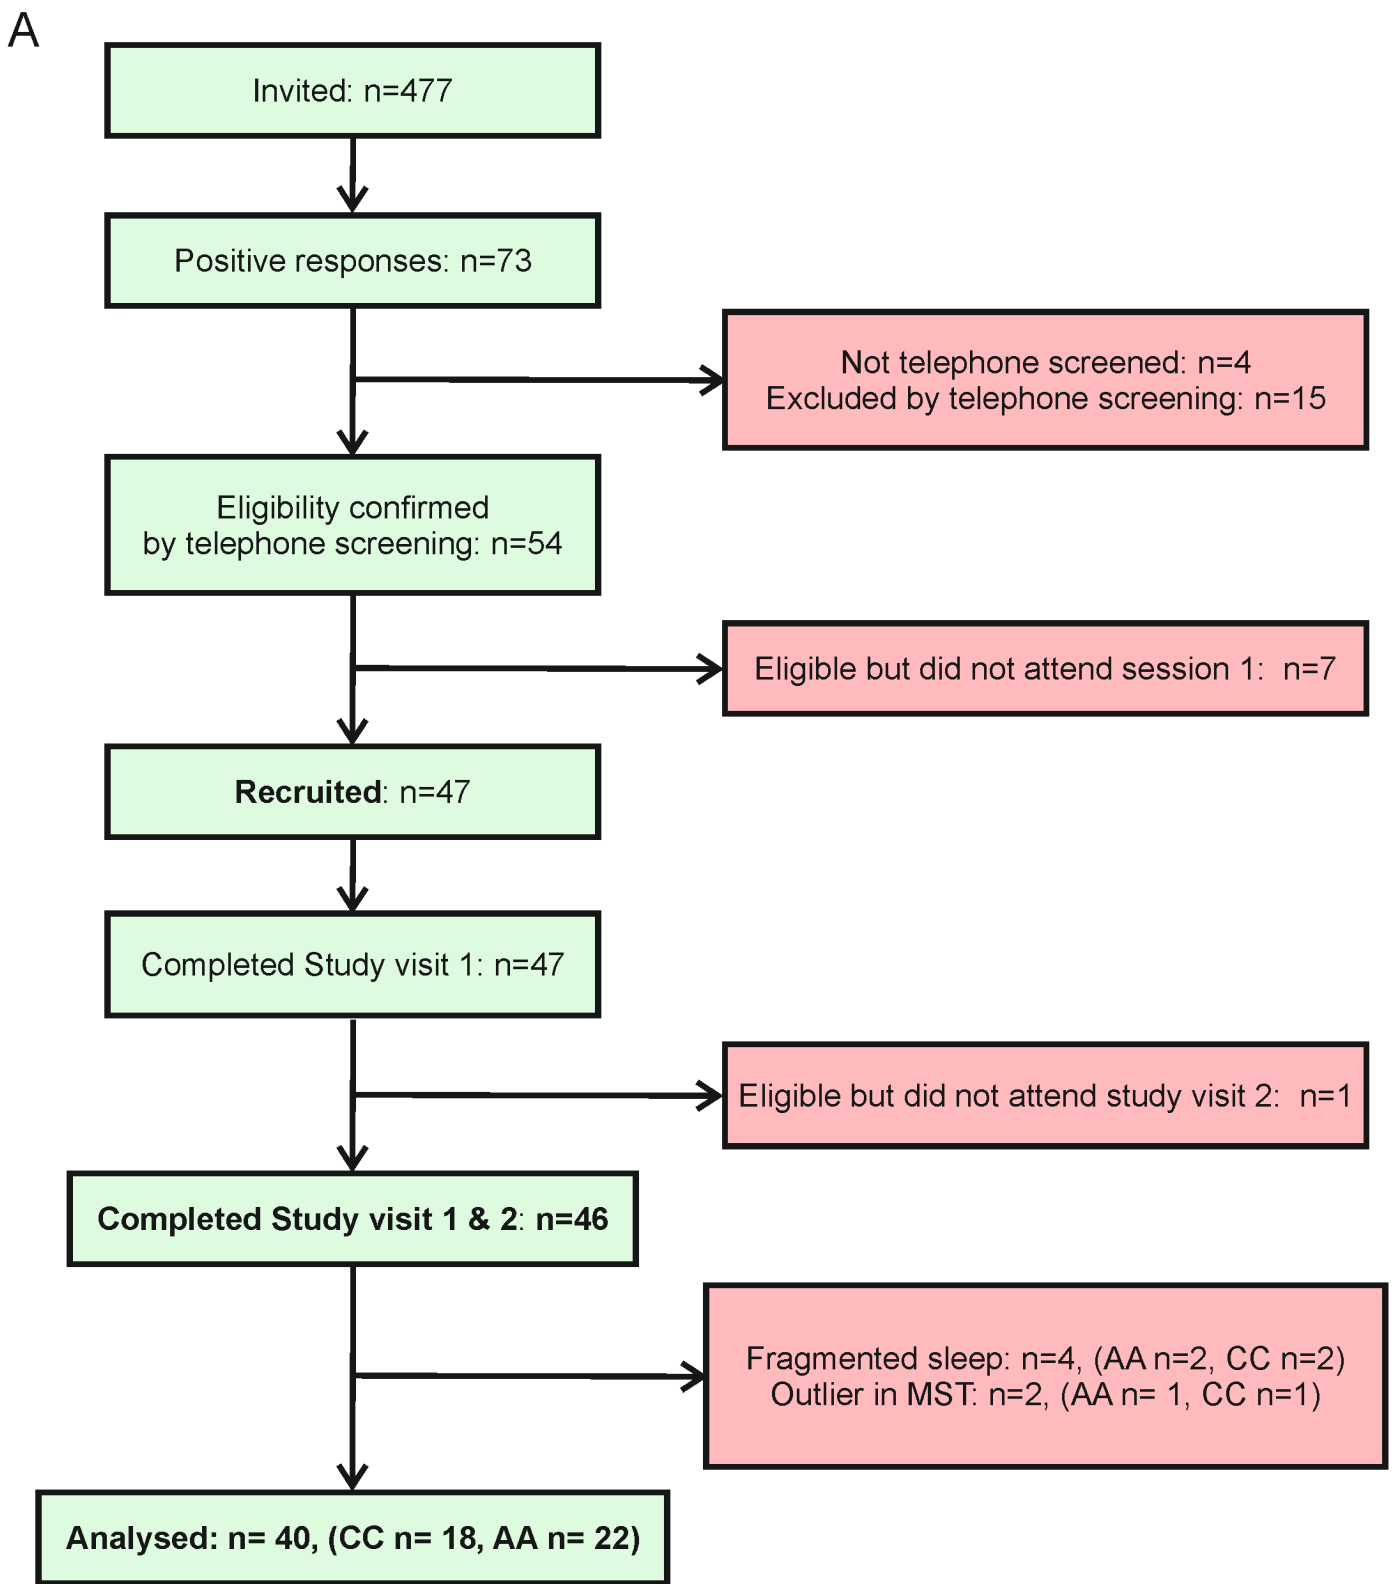 A
Invited: n=477
Positive responses: n=73
Not telephone screened: n=4
Excluded by telephone screening: n=15
Eligibility confirmed
by telephone screening: n=54
Eligible but did not attend session 1:  n=7
Recruited: n=47
Completed Study visit 1: n=47
Eligible but did not attend study visit 2:  n=1
Completed Study visit 1 & 2: n=46
Fragmented sleep: n=4, (AA n=2, CC n=2)
Outlier in MST: n=2, (AA n= 1, CC n=1)
Analysed: n= 40, (CC n= 18, AA n= 22)